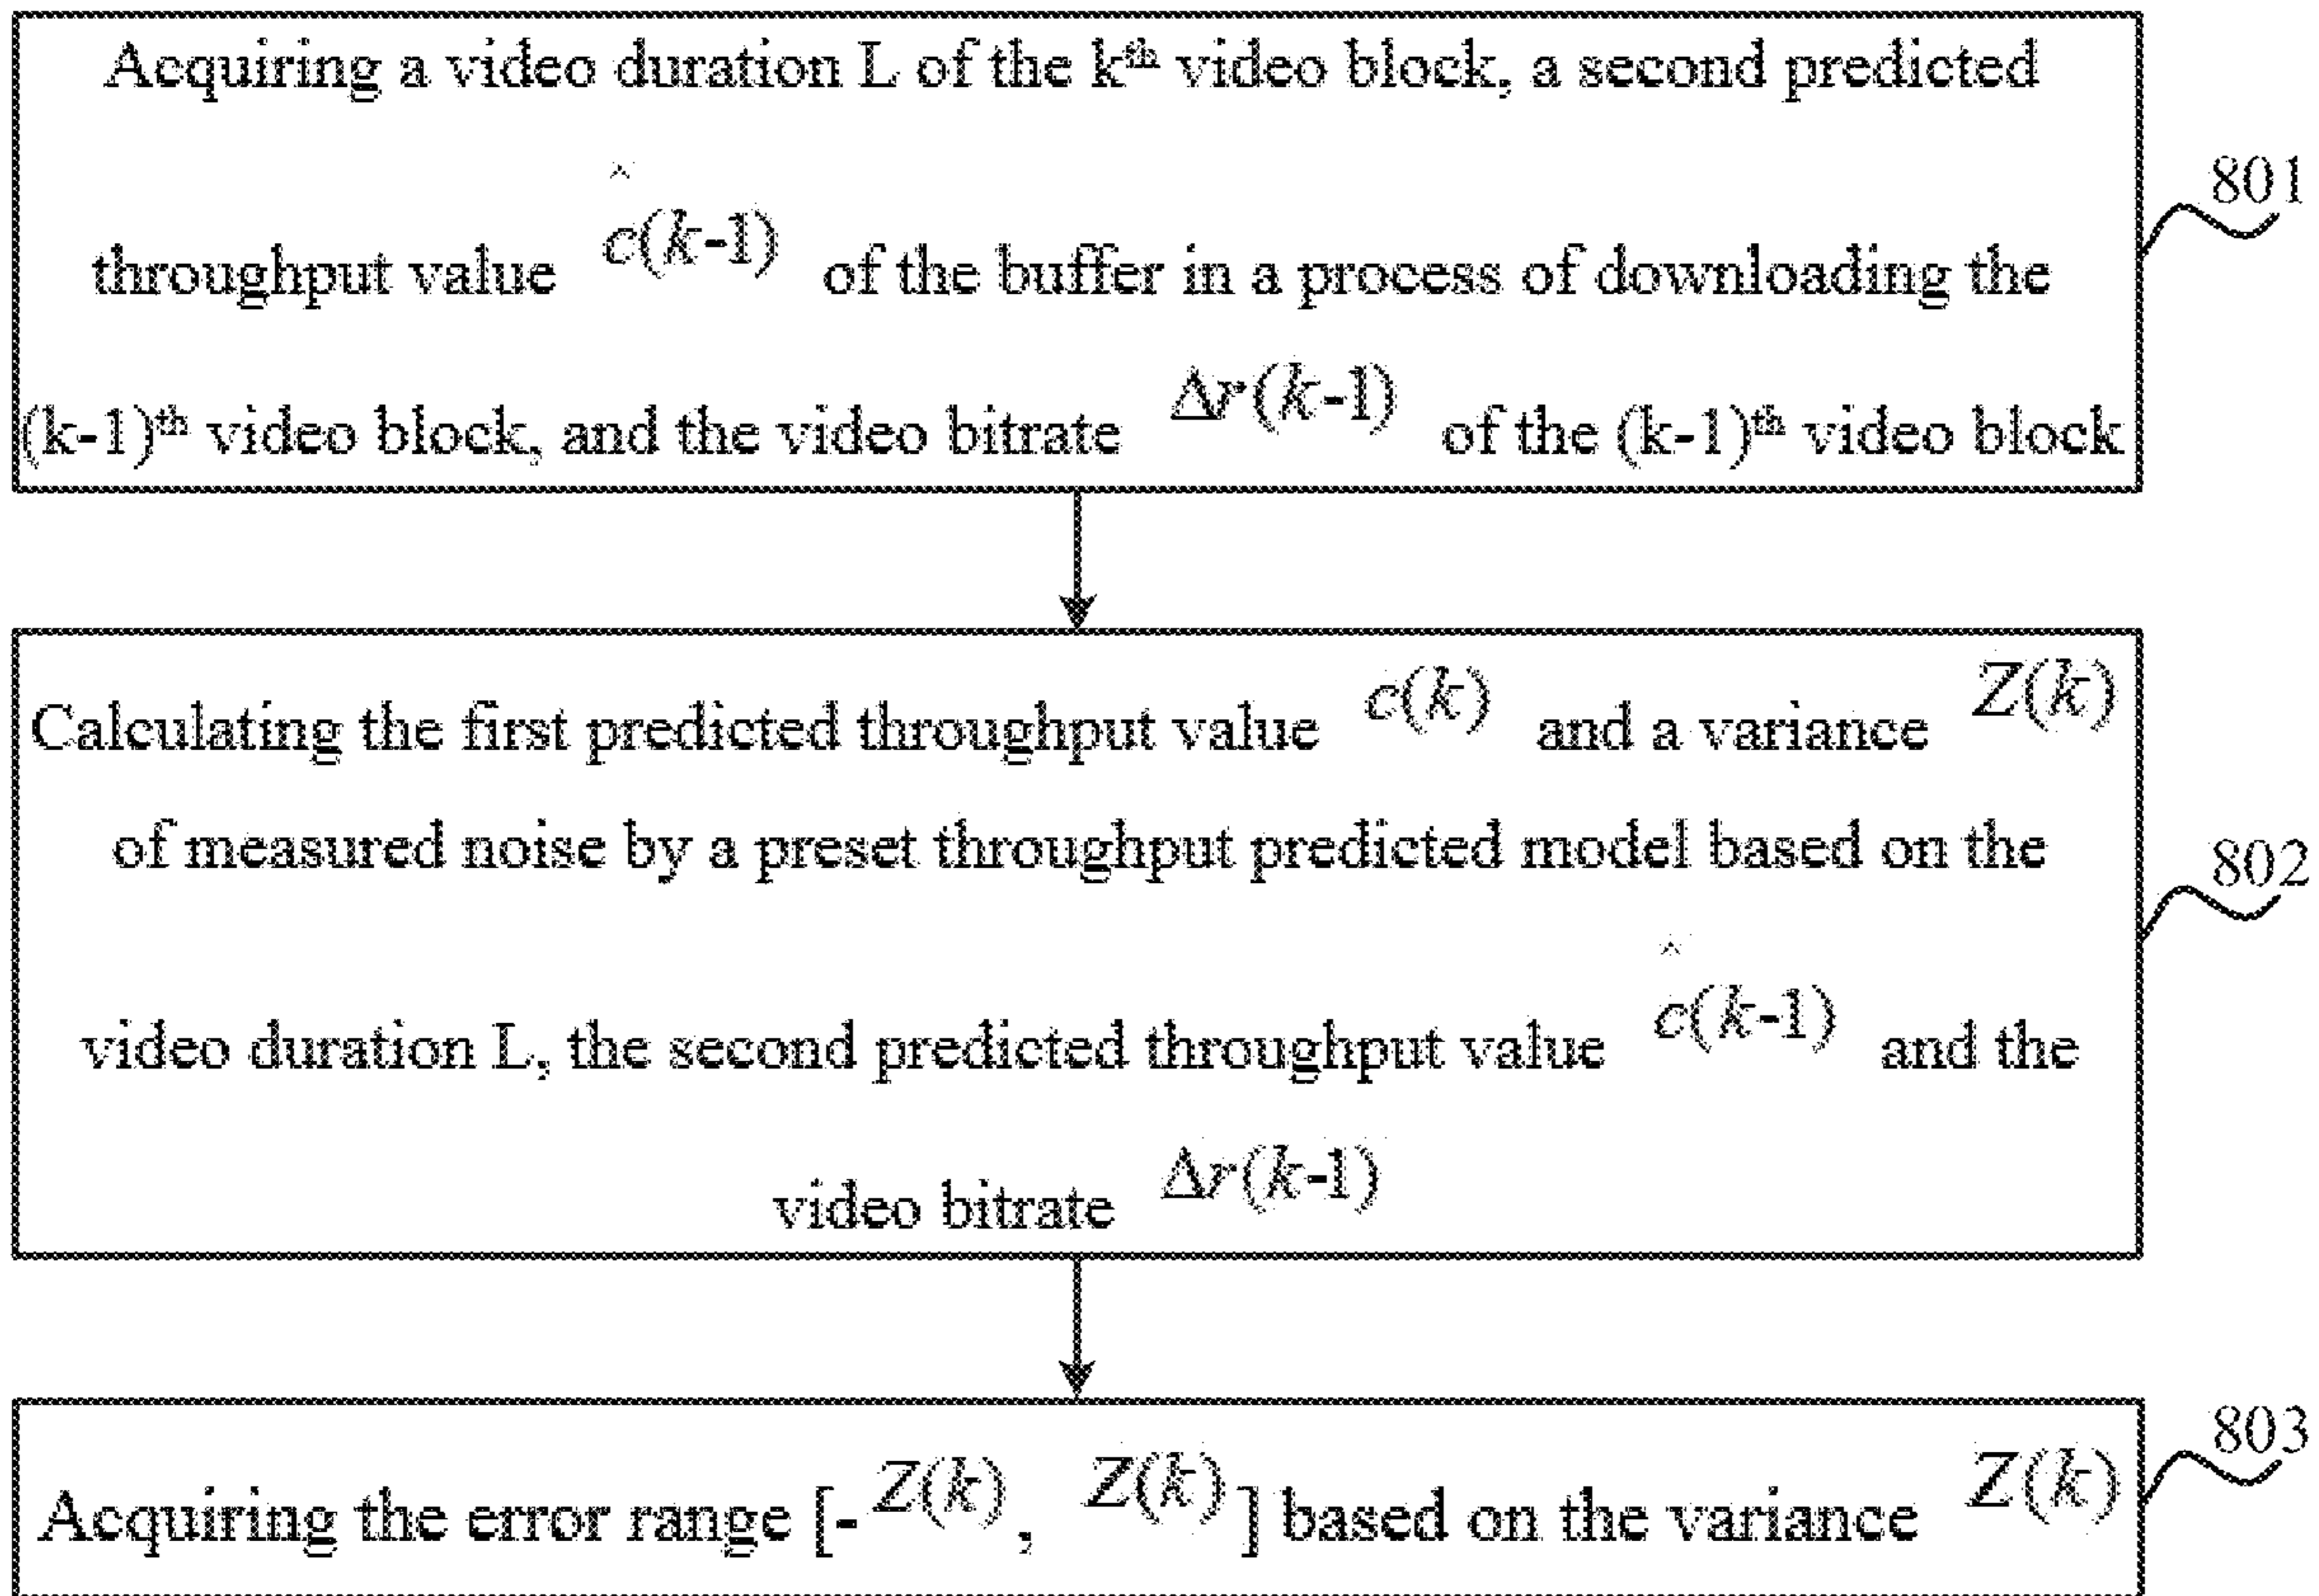 Acquiring a video duration L of the kᵗʰ video block, a second predicted
throughput value ĉ(k-1) of the buffer in a process of downloading the
(k-1)ᵗʰ video block, and the video bitrate Δr(k-1) of the (k-1)ᵗʰ video block
801
Calculating the first predicted throughput value c(k) and a variance Z(k)
of measured noise by a preset throughput predicted model based on the
video duration L, the second predicted throughput value ĉ(k-1) and the
video bitrate Δr(k-1)
802
Acquiring the error range [-Z(k), Z(k)] based on the variance Z(k)
803